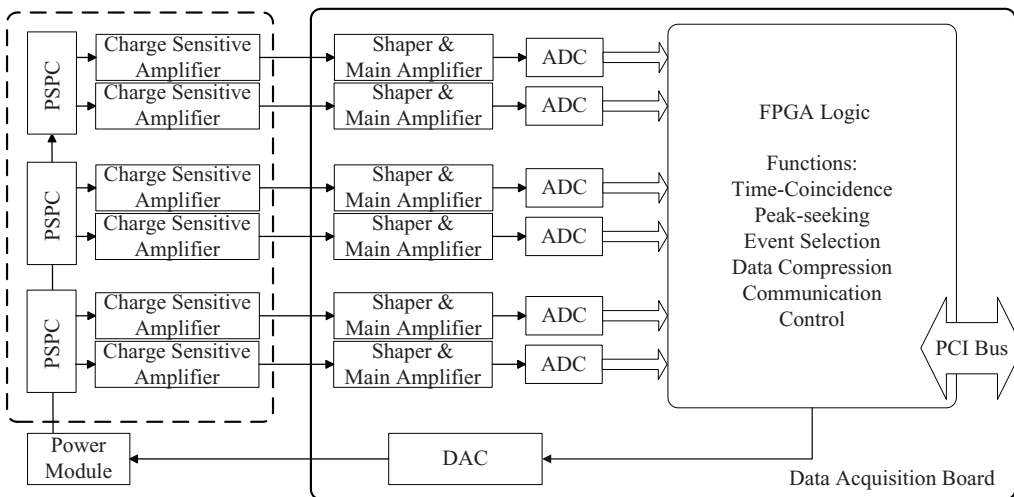 PSPC
Charge Sensitive
Amplifier
Shaper &
Main Amplifier
ADC
Charge Sensitive
Amplifier
Shaper &
Main Amplifier
ADC
PSPC
Charge Sensitive
Amplifier
Shaper &
Main Amplifier
ADC
Charge Sensitive
Amplifier
Shaper &
Main Amplifier
ADC
PSPC
Charge Sensitive
Amplifier
Shaper &
Main Amplifier
ADC
Charge Sensitive
Amplifier
Shaper &
Main Amplifier
ADC
FPGA Logic
Functions:
Time-Coincidence
Peak-seeking
Event Selection
Data Compression
Communication
Control
PCI Bus
Power
Module
DAC
Data Acquisition Board